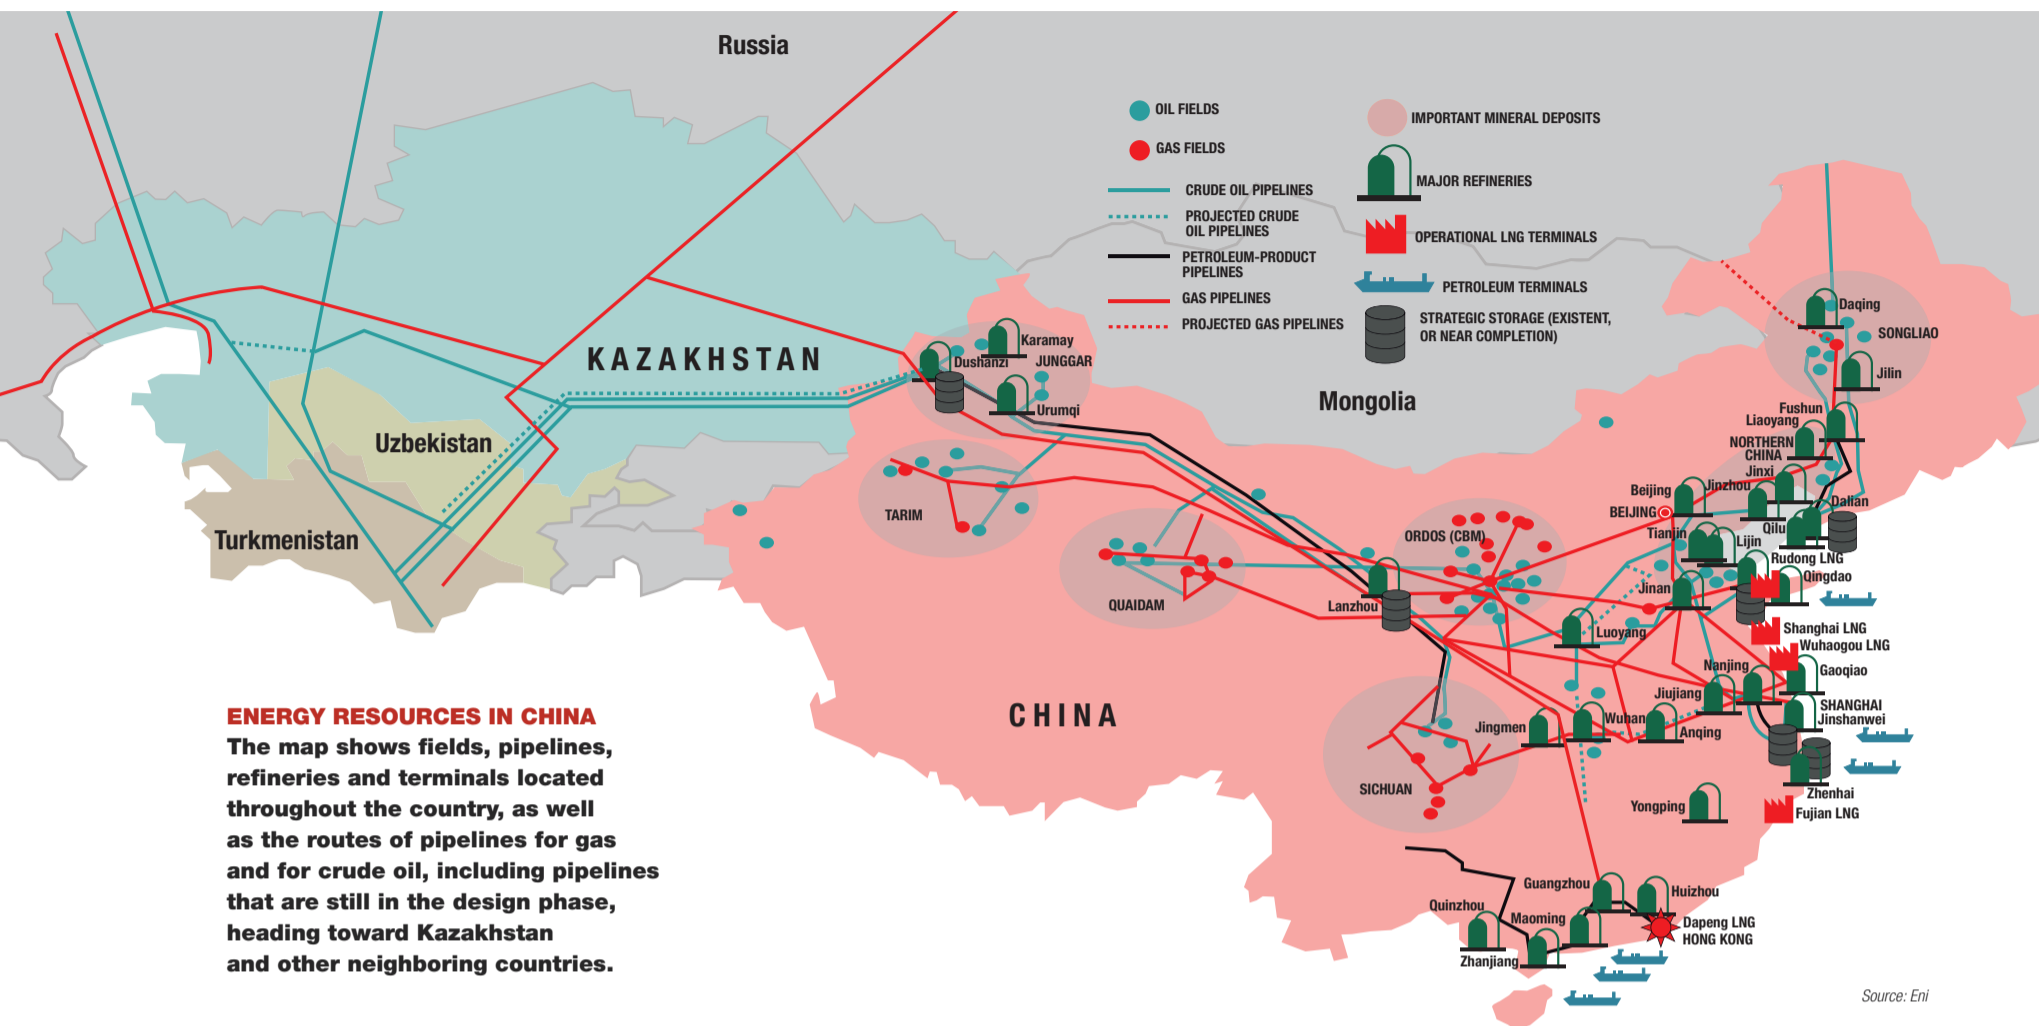 Russia
OIL FIELDS
GAS FIELDS
CRUDE OIL PIPELINES
PROJECTED CRUDE
OIL PIPELINES
PETROLEUM-PRODUCT
PIPELINES
GAS PIPELINES
PROJECTED GAS PIPELINES
IMPORTANT MINERAL DEPOSITS
MAJOR REFINERIES
OPERATIONAL LNG TERMINALS
PETROLEUM TERMINALS
STRATEGIC STORAGE (EXISTENT,
OR NEAR COMPLETION)
KAZAKHSTAN
Uzbekistan
Turkmenistan
Mongolia
CHINA
Karamay
Dushanzi
JUNGGAR
Urumqi
TARIM
QUAIDAM
Lanzhou
ORDOS (CBM)
SICHUAN
Daqing
SONGLIAO
Jilin
Fushun
Liaoyang
NORTHERN
CHINA
Jinxi
Jinzhou
Beijing
BEIJING
Dalian
Qilu
Tianjin
Lijin
Rudong LNG
Qingdao
Jinan
Luoyang
Shanghai LNG
Wuhaogou LNG
Nanjing
Gaoqiao
Jiujiang
SHANGHAI
Jinshanwei
Jingmen
Wuhan
Anqing
Zhenhai
Yongping
Fujian LNG
Guangzhou
Huizhou
Quinzhou
Maoming
Dapeng LNG
HONG KONG
Zhanjiang
ENERGY RESOURCES IN CHINA
The map shows fields, pipelines,
refineries and terminals located
throughout the country, as well
as the routes of pipelines for gas
and for crude oil, including pipelines
that are still in the design phase,
heading toward Kazakhstan
and other neighboring countries.
Source: Eni